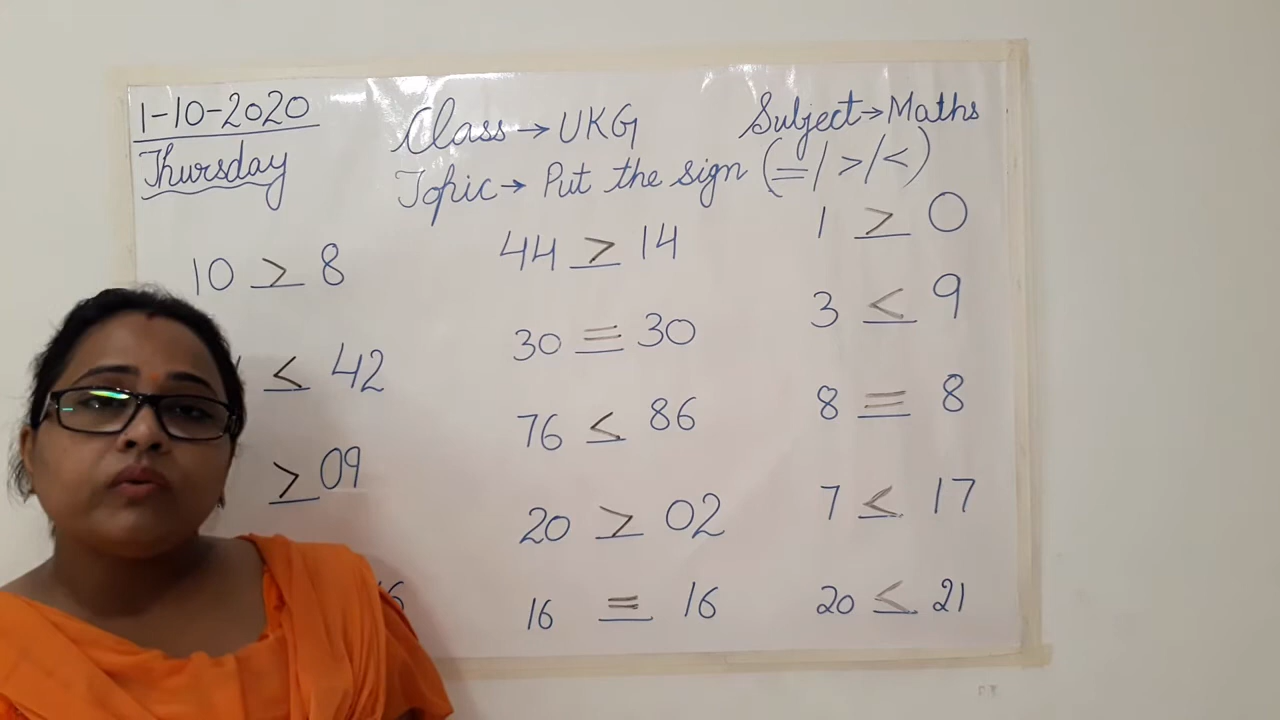 1-10-2020
Thursday
Class → UKG
Subject → Maths
Topic → Put the sign (=/>/<)
10 > 8
< 42
> 09
44 > 14
30 = 30
76 < 86
20 > 02
16 = 16
1 > 0
3 < 9
8 = 8
7 < 17
20 < 21